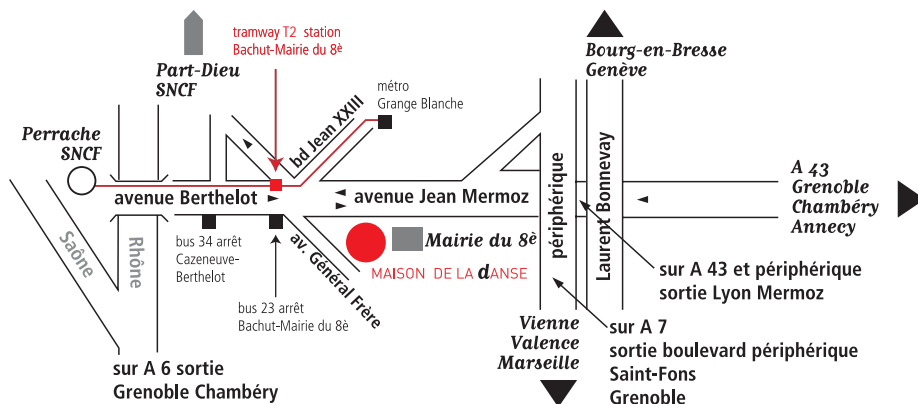 tramway T2 station
Bachut-Mairie du 8è
Part-Dieu
SNCF
Bourg-en-Bresse
Genève
métro
Grange Blanche
bd Jean XXIII
Perrache
SNCF
avenue Berthelot
avenue Jean Mermoz
A 43
Grenoble
Chambéry
Annecy
périphérique
Laurent Bonnevay
Saône
Rhône
bus 34 arrêt
Cazeneuve-
Berthelot
av. Général Frère
Mairie du 8è
MAISON DE LA dANSE
bus 23 arrêt
Bachut-Mairie du 8è
sur A 43 et périphérique
sortie Lyon Mermoz
Vienne
Valence
Marseille
sur A 7
sortie boulevard périphérique
Saint-Fons
Grenoble
sur A 6 sortie
Grenoble Chambéry